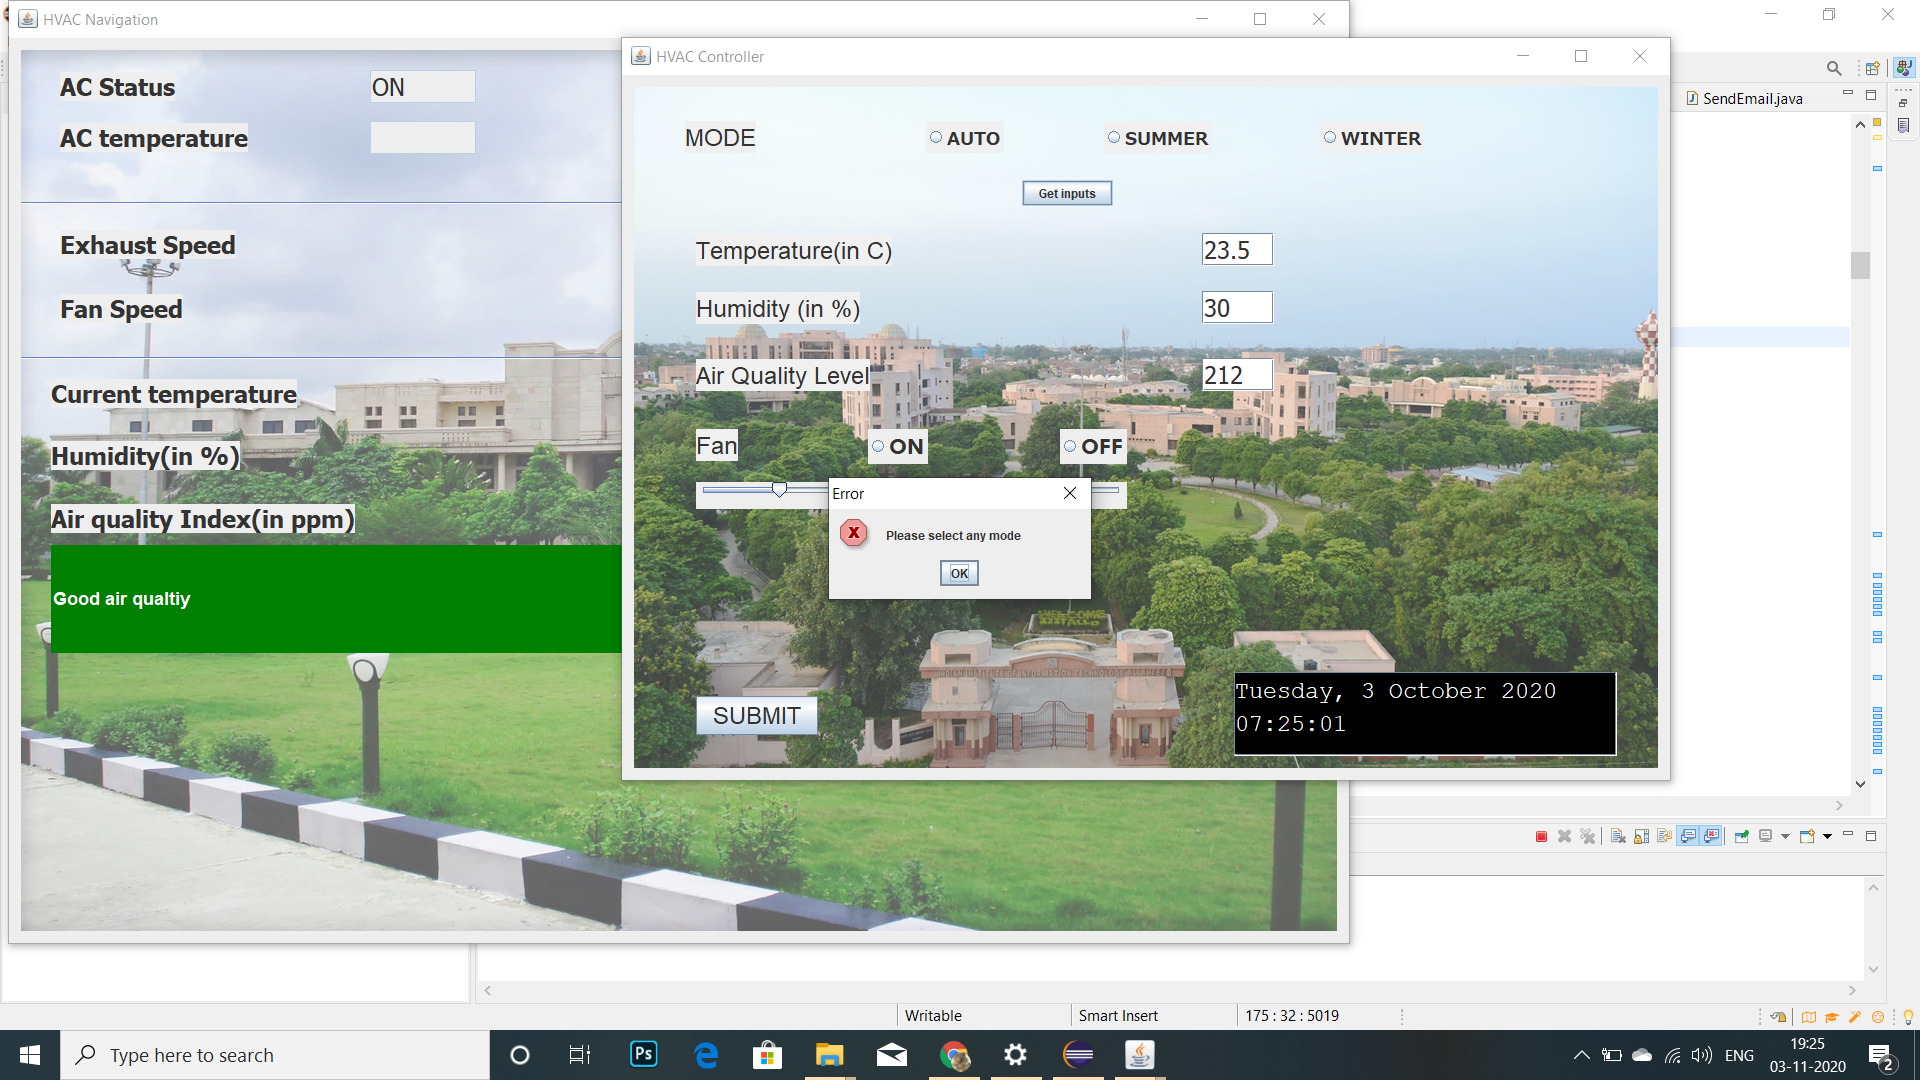 HVAC Navigation
AC Status
ON
AC temperature
Exhaust Speed
Fan Speed
Current temperature
Humidity(in %)
Air quality Index(in ppm)
Good air qualtiy
HVAC Controller
MODE
AUTO
SUMMER
WINTER
Get inputs
Temperature(in C)
23.5
Humidity (in %)
30
Air Quality Level
212
Fan
ON
OFF
Error
Please select any mode
OK
SUBMIT
Tuesday, 3 October 2020
07:25:01
SendEmail.java
Writable
Smart Insert
175 : 32 : 5019
Type here to search
Ps
ENG
19:25
03-11-2020
2